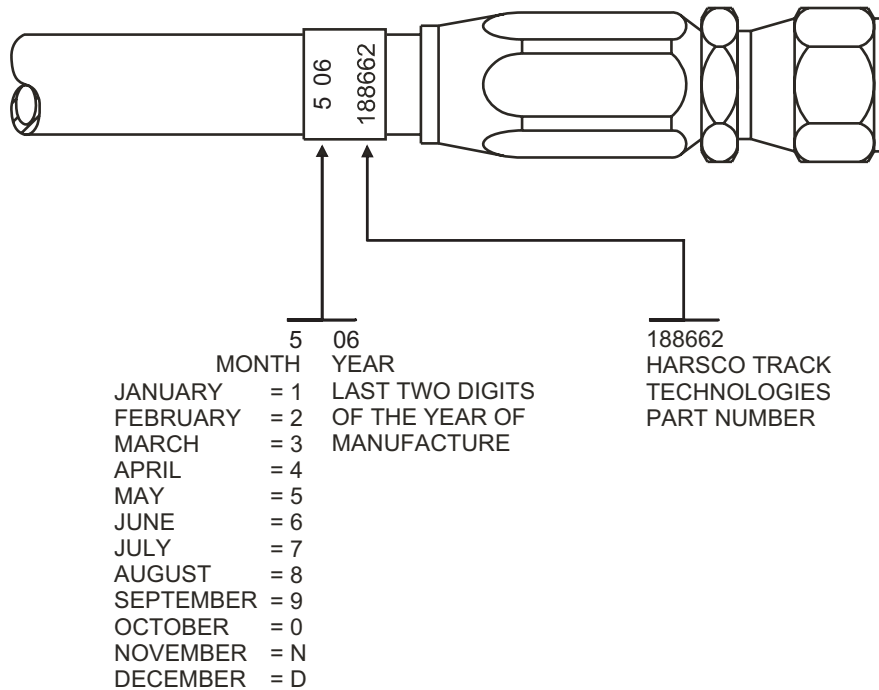 5 06
188662
5 06
MONTH YEAR
JANUARY = 1
FEBRUARY = 2
MARCH = 3
APRIL = 4
MAY = 5
JUNE = 6
JULY = 7
AUGUST = 8
SEPTEMBER = 9
OCTOBER = 0
NOVEMBER = N
DECEMBER = D
LAST TWO DIGITS
OF THE YEAR OF
MANUFACTURE
188662
HARSCO TRACK
TECHNOLOGIES
PART NUMBER